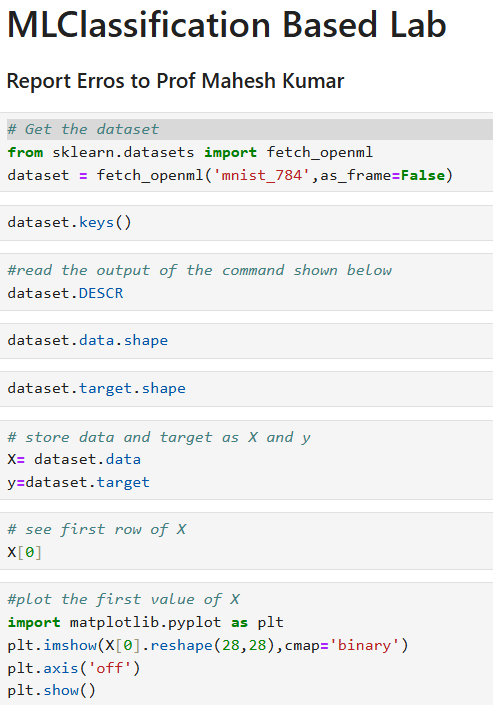 MLClassification Based Lab
Report Erros to Prof Mahesh Kumar
# Get the dataset
from sklearn.datasets import fetch_openml
dataset = fetch_openml('mnist_784',as_frame=False)
dataset.keys()
#read the output of the command shown below
dataset.DESCR
dataset.data.shape
dataset.target.shape
# store data and target as X and y
X= dataset.data
y=dataset.target
# see first row of X
X[0]
#plot the first value of X
import matplotlib.pyplot as plt
plt.imshow(X[0].reshape(28,28),cmap='binary')
plt.axis('off')
plt.show()